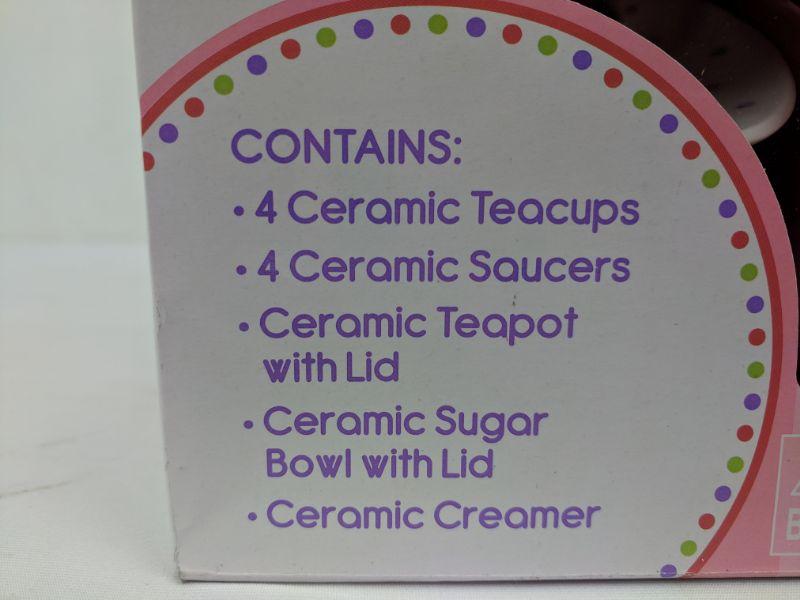 CONTAINS:
• 4 Ceramic Teacups
• 4 Ceramic Saucers
• Ceramic Teapot
with Lid
• Ceramic Sugar
Bowl with Lid
• Ceramic Creamer